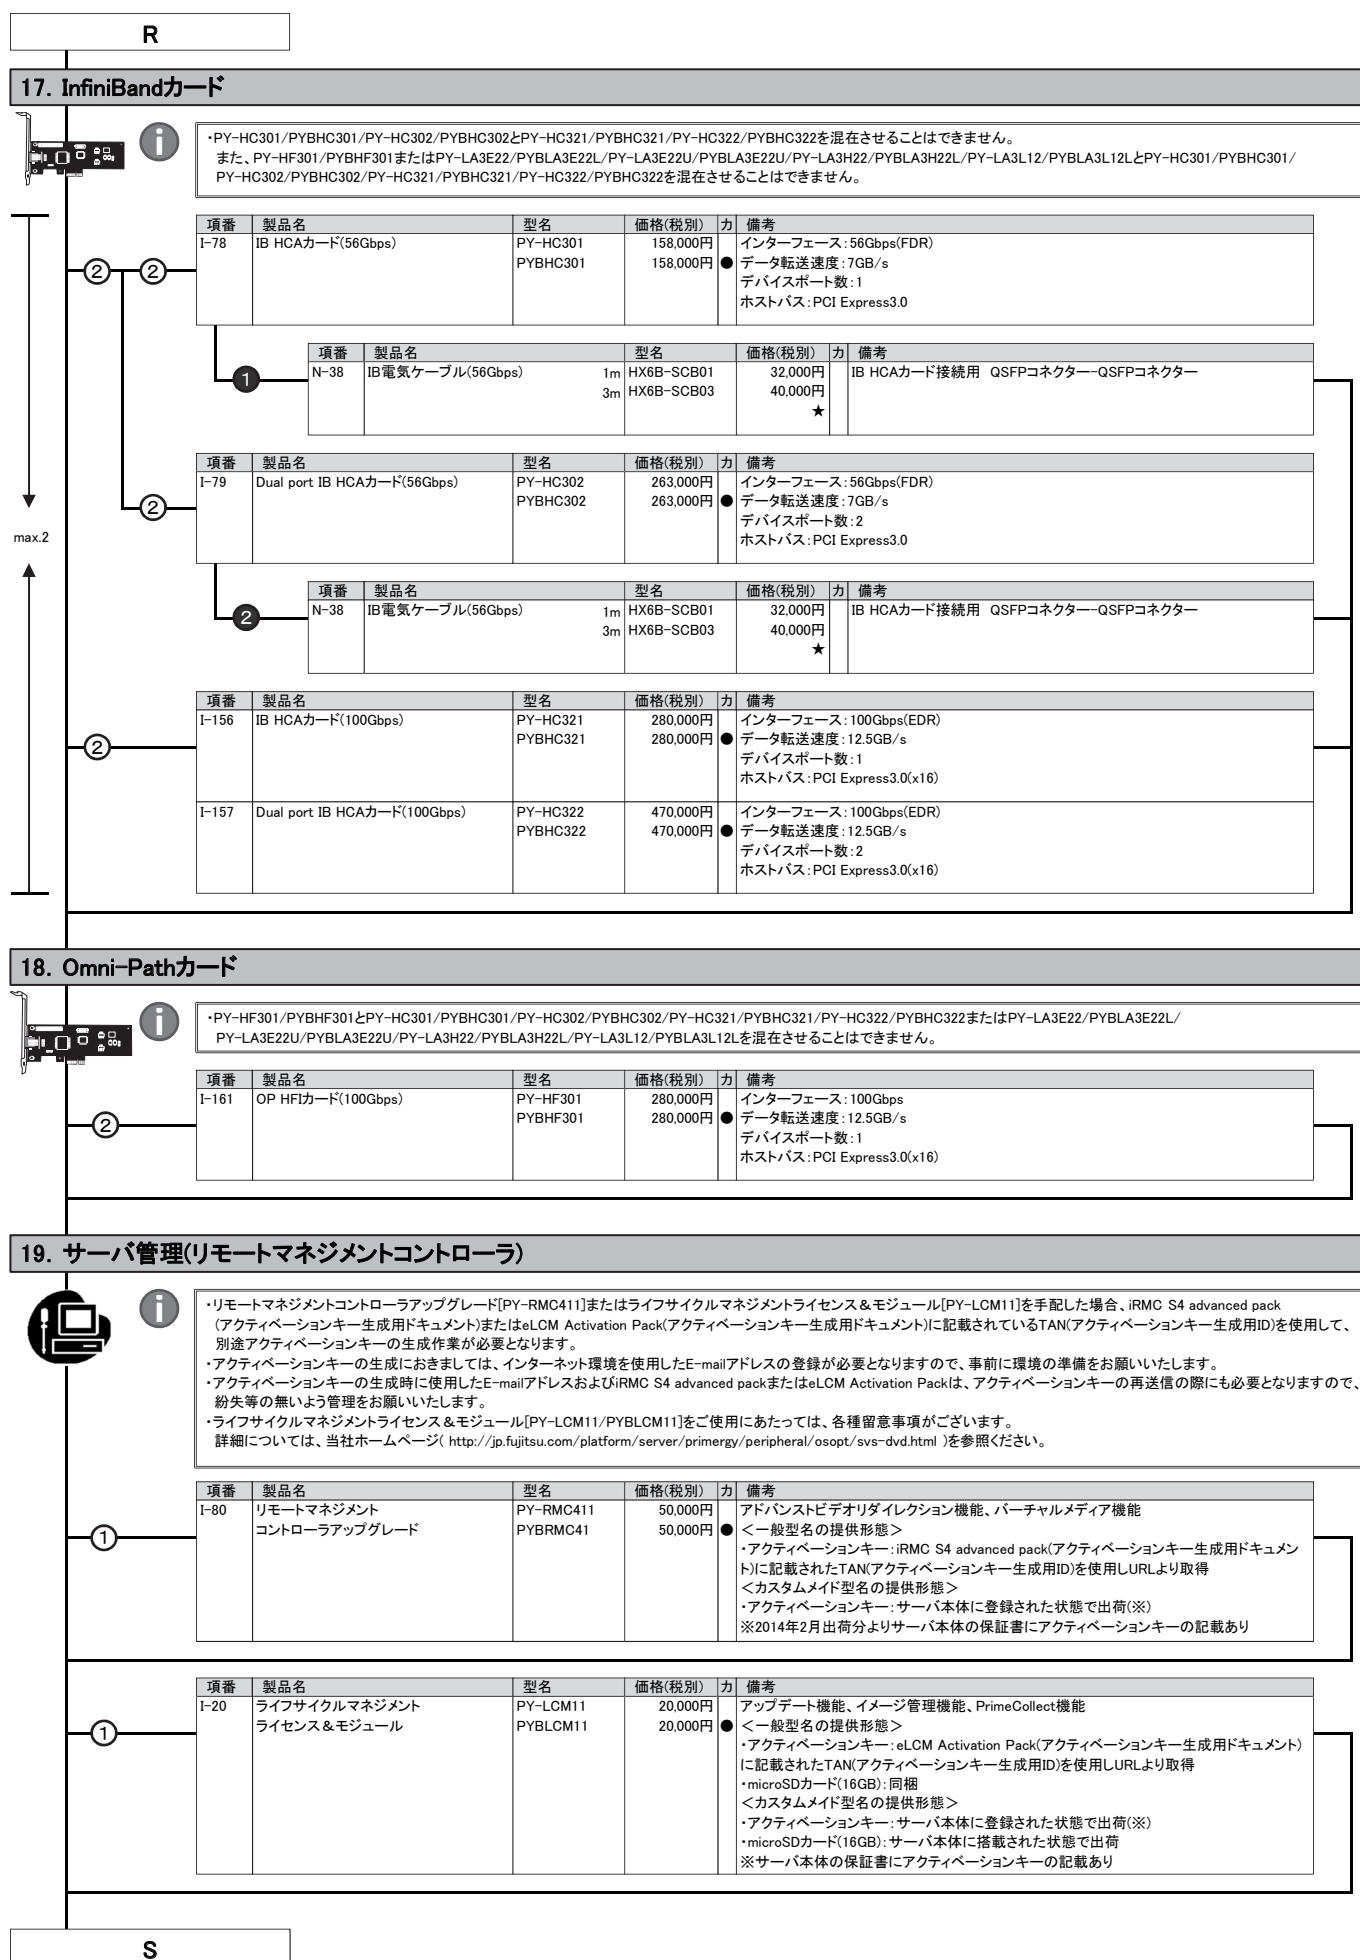 R
17. InfiniBandカード
・PY-HC301/PYBHC301/PY-HC302/PYBHC302とPY-HC321/PYBHC321/PY-HC322/PYBHC322を混在させることはできません。
また、PY-HF301/PYBHF301またはPY-LA3E22/PYBLA3E22L/PY-LA3E22U/PYBLA3E22U/PY-LA3H22/PYBLA3H22L/PY-LA3L12/PYBLA3L12LとPY-HC301/PYBHC301/
PY-HC302/PYBHC302/PY-HC321/PYBHC321/PY-HC322/PYBHC322を混在させることはできません。
項番 製品名 型名 価格(税別) カ 備考
I-78 IB HCAカード(56Gbps) PY-HC301 158,000円 インターフェース：56Gbps(FDR)
② ② PYBHC301 158,000円 ● データ転送速度：7GB/s
デバイスポート数：1
ホストバス：PCI Express3.0
項番 製品名 型名 価格(税別) カ 備考
❶ N-38 IB電気ケーブル(56Gbps) 1m HX6B-SCB01 32,000円 IB HCAカード接続用 QSFPコネクター-QSFPコネクター
3m HX6B-SCB03 40,000円
★
項番 製品名 型名 価格(税別) カ 備考
I-79 Dual port IB HCAカード(56Gbps) PY-HC302 263,000円 インターフェース：56Gbps(FDR)
② PYBHC302 263,000円 ● データ転送速度：7GB/s
デバイスポート数：2
max.2 ホストバス：PCI Express3.0
項番 製品名 型名 価格(税別) カ 備考
❷ N-38 IB電気ケーブル(56Gbps) 1m HX6B-SCB01 32,000円 IB HCAカード接続用 QSFPコネクター-QSFPコネクター
3m HX6B-SCB03 40,000円
★
項番 製品名 型名 価格(税別) カ 備考
I-156 IB HCAカード(100Gbps) PY-HC321 280,000円 インターフェース：100Gbps(EDR)
② PYBHC321 280,000円 ● データ転送速度：12.5GB/s
デバイスポート数：1
ホストバス：PCI Express3.0(x16)
I-157 Dual port IB HCAカード(100Gbps) PY-HC322 470,000円 インターフェース：100Gbps(EDR)
PYBHC322 470,000円 ● データ転送速度：12.5GB/s
デバイスポート数：2
ホストバス：PCI Express3.0(x16)
18. Omni-Pathカード
・PY-HF301/PYBHF301とPY-HC301/PYBHC301/PY-HC302/PYBHC302/PY-HC321/PYBHC321/PY-HC322/PYBHC322またはPY-LA3E22/PYBLA3E22L/
PY-LA3E22U/PYBLA3E22U/PY-LA3H22/PYBLA3H22L/PY-LA3L12/PYBLA3L12Lを混在させることはできません。
項番 製品名 型名 価格(税別) カ 備考
I-161 OP HFIカード(100Gbps) PY-HF301 280,000円 インターフェース：100Gbps
② PYBHF301 280,000円 ● データ転送速度：12.5GB/s
デバイスポート数：1
ホストバス：PCI Express3.0(x16)
19. サーバ管理(リモートマネジメントコントローラ)
・リモートマネジメントコントローラアップグレード[PY-RMC411]またはライフサイクルマネジメントライセンス＆モジュール[PY-LCM11]を手配した場合、iRMC S4 advanced pack
(アクティベーションキー生成用ドキュメント)またはeLCM Activation Pack(アクティベーションキー生成用ドキュメント)に記載されているTAN(アクティベーションキー生成用ID)を使用して、
別途アクティベーションキーの生成作業が必要となります。
・アクティベーションキーの生成におきましては、インターネット環境を使用したE-mailアドレスの登録が必要となりますので、事前に環境の準備をお願いいたします。
・アクティベーションキーの生成時に使用したE-mailアドレスおよびiRMC S4 advanced packまたはeLCM Activation Packは、アクティベーションキーの再送信の際にも必要となりますので、
紛失等の無いよう管理をお願いいたします。
・ライフサイクルマネジメントライセンス＆モジュール[PY-LCM11/PYBLCM11]をご使用にあたっては、各種留意事項がございます。
詳細については、当社ホームページ( http://jp.fujitsu.com/platform/server/primergy/peripheral/osopt/svs-dvd.html )を参照ください。
項番 製品名 型名 価格(税別) カ 備考
I-80 リモートマネジメント PY-RMC411 50,000円 アドバンストビデオリダイレクション機能、バーチャルメディア機能
① コントローラアップグレード PYBRMC41 50,000円 ● ＜一般型名の提供形態＞
・アクティベーションキー：iRMC S4 advanced pack(アクティベーションキー生成用ドキュメン
ト)に記載されたTAN(アクティベーションキー生成用ID)を使用しURLより取得
＜カスタムメイド型名の提供形態＞
・アクティベーションキー：サーバ本体に登録された状態で出荷(※)
※2014年2月出荷分よりサーバ本体の保証書にアクティベーションキーの記載あり
項番 製品名 型名 価格(税別) カ 備考
I-20 ライフサイクルマネジメント PY-LCM11 20,000円 アップデート機能、イメージ管理機能、PrimeCollect機能
① ライセンス＆モジュール PYBLCM11 20,000円 ● ＜一般型名の提供形態＞
・アクティベーションキー：eLCM Activation Pack(アクティベーションキー生成用ドキュメント)
に記載されたTAN(アクティベーションキー生成用ID)を使用しURLより取得
・microSDカード(16GB)：同梱
＜カスタムメイド型名の提供形態＞
・アクティベーションキー：サーバ本体に登録された状態で出荷(※)
・microSDカード(16GB)：サーバ本体に搭載された状態で出荷
※サーバ本体の保証書にアクティベーションキーの記載あり
S